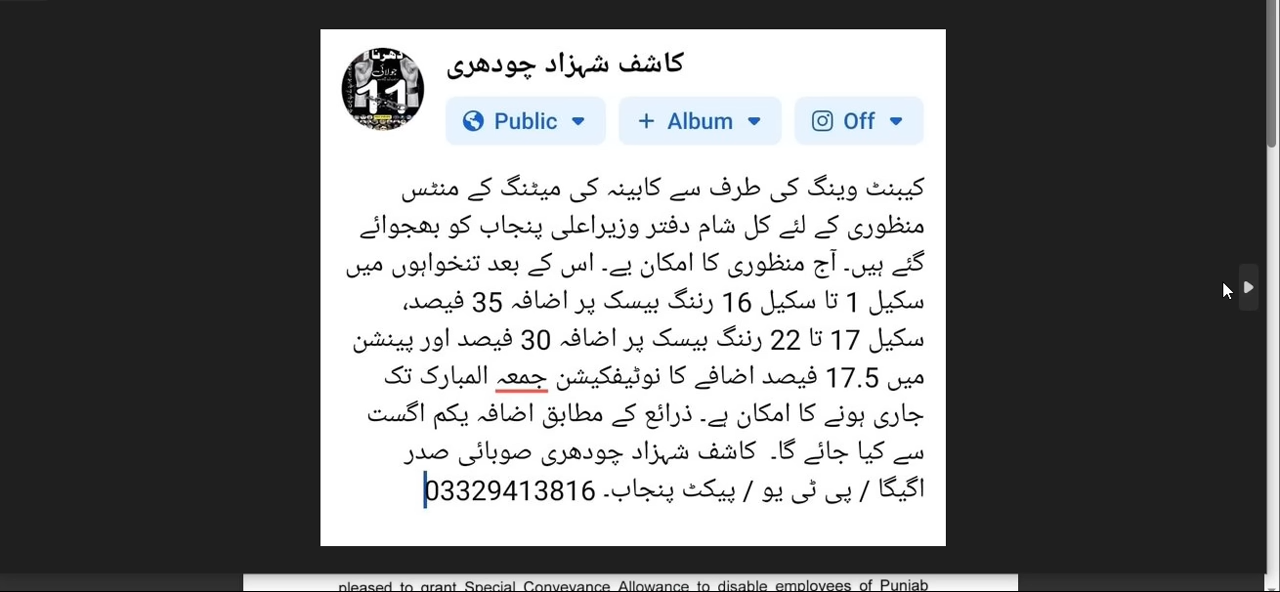 کاشف شہزاد چودھری
Public
+ Album
Off
کیبنٹ وینگ کی طرف سے کابینہ کی میٹنگ کے منٹس
منظوری کے لئے کل شام دفتر وزیراعلی پنجاب کو بھجوائے
گئے ہیں۔ آج منظوری کا امکان ہے۔ اس کے بعد تنخواہوں میں
سکیل 1 تا سکیل 16 رننگ بیسک پر اضافہ 35 فیصد،
سکیل 17 تا 22 رننگ بیسک پر اضافہ 30 فیصد اور پینشن
میں 17.5 فیصد اضافے کا نوٹیفکیشن جمعہ المبارک تک
جاری ہونے کا امکان ہے۔ ذرائع کے مطابق اضافہ یکم اگست
سے کیا جائے گا۔ کاشف شہزاد چودھری صوبائی صدر
اگیگا / پی ٹی یو / پیکٹ پنجاب۔ 03329413816
دھرنا
جولائی
11
pleased to grant Special Conveyance Allowance to disable employees of Punjab